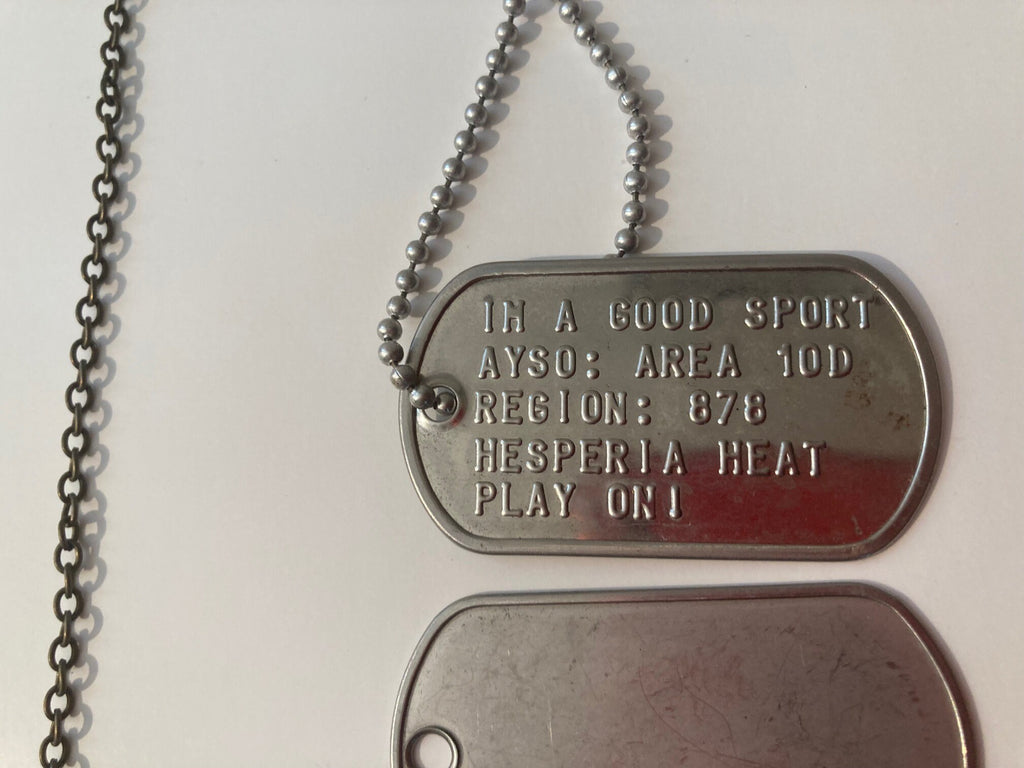 IM A GOOD SPORT
AYSO: AREA 10D
REGION: 878
HESPERIA HEAT
PLAY ON!